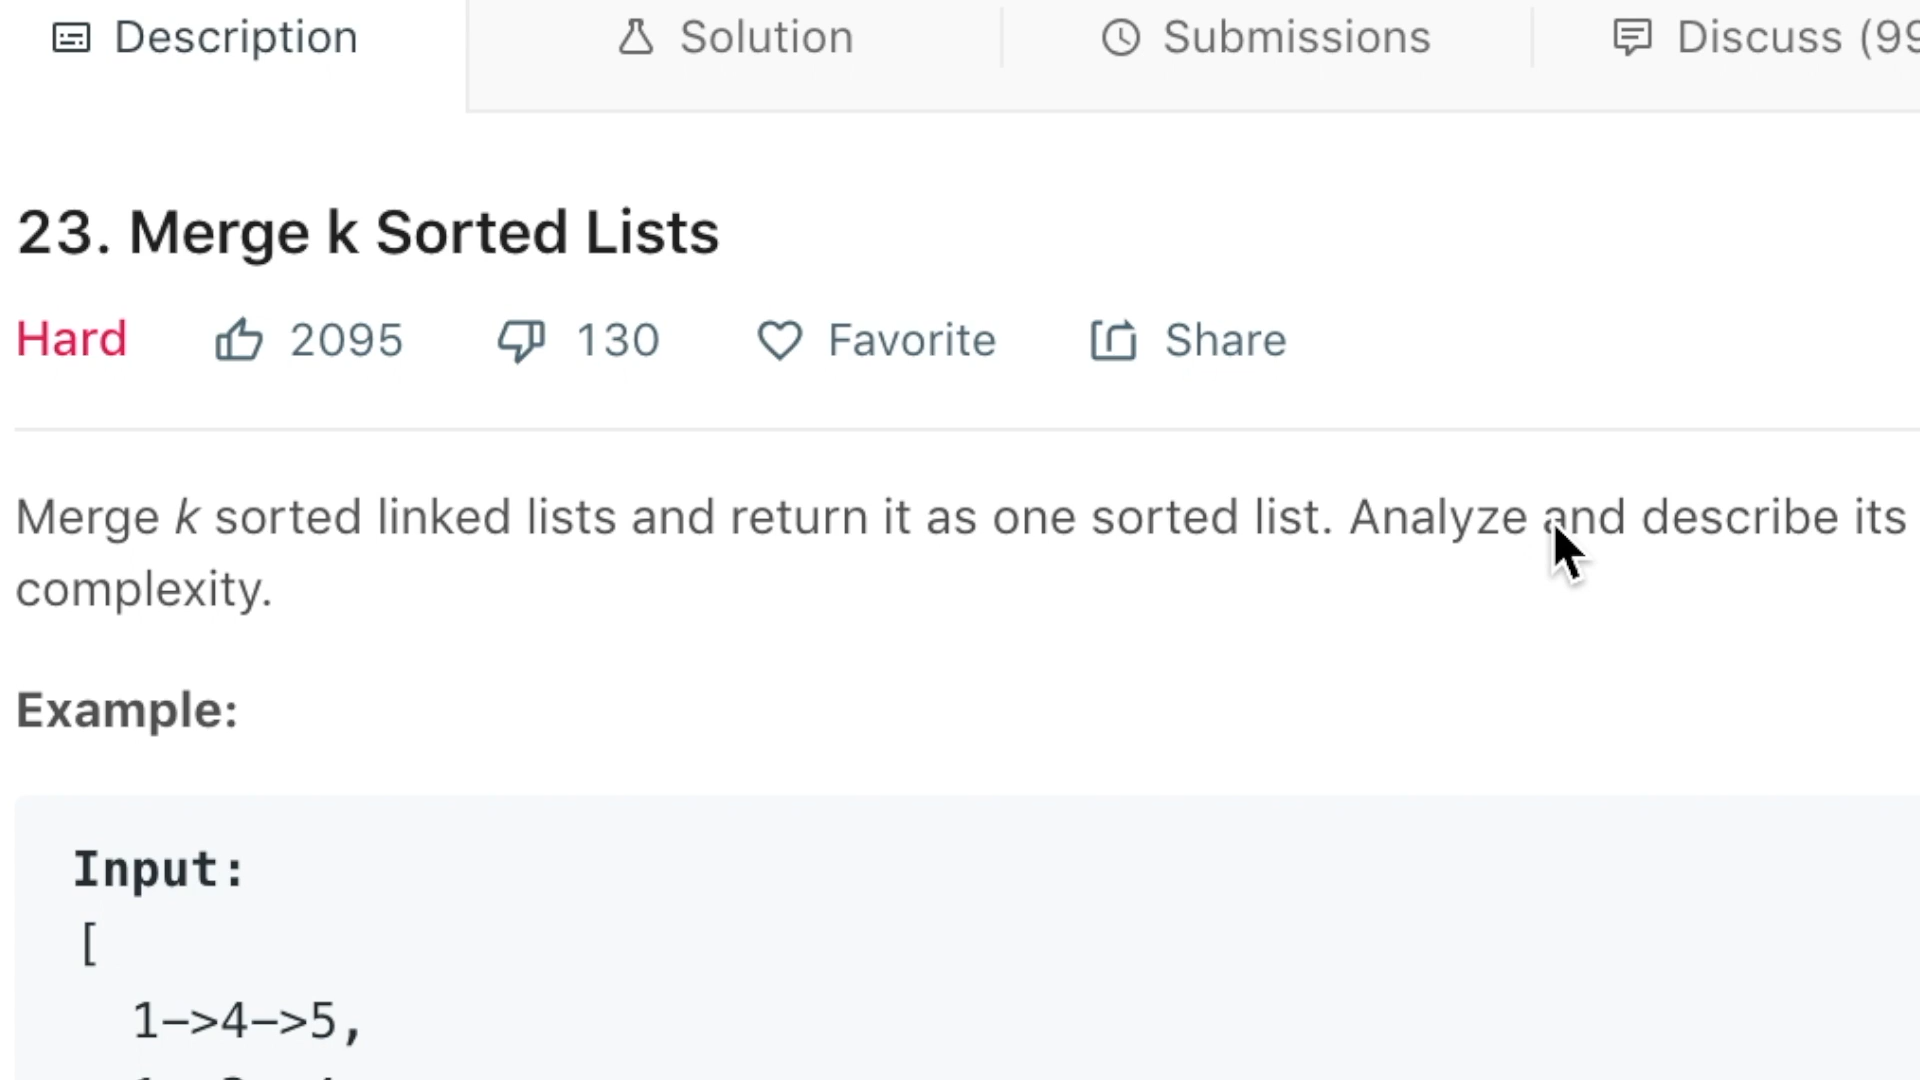 Description Solution Submissions Discuss (99
23. Merge k Sorted Lists
Hard 2095 130 Favorite Share
Merge k sorted linked lists and return it as one sorted list. Analyze and describe its
complexity.
Example:
Input:
[
1->4->5,